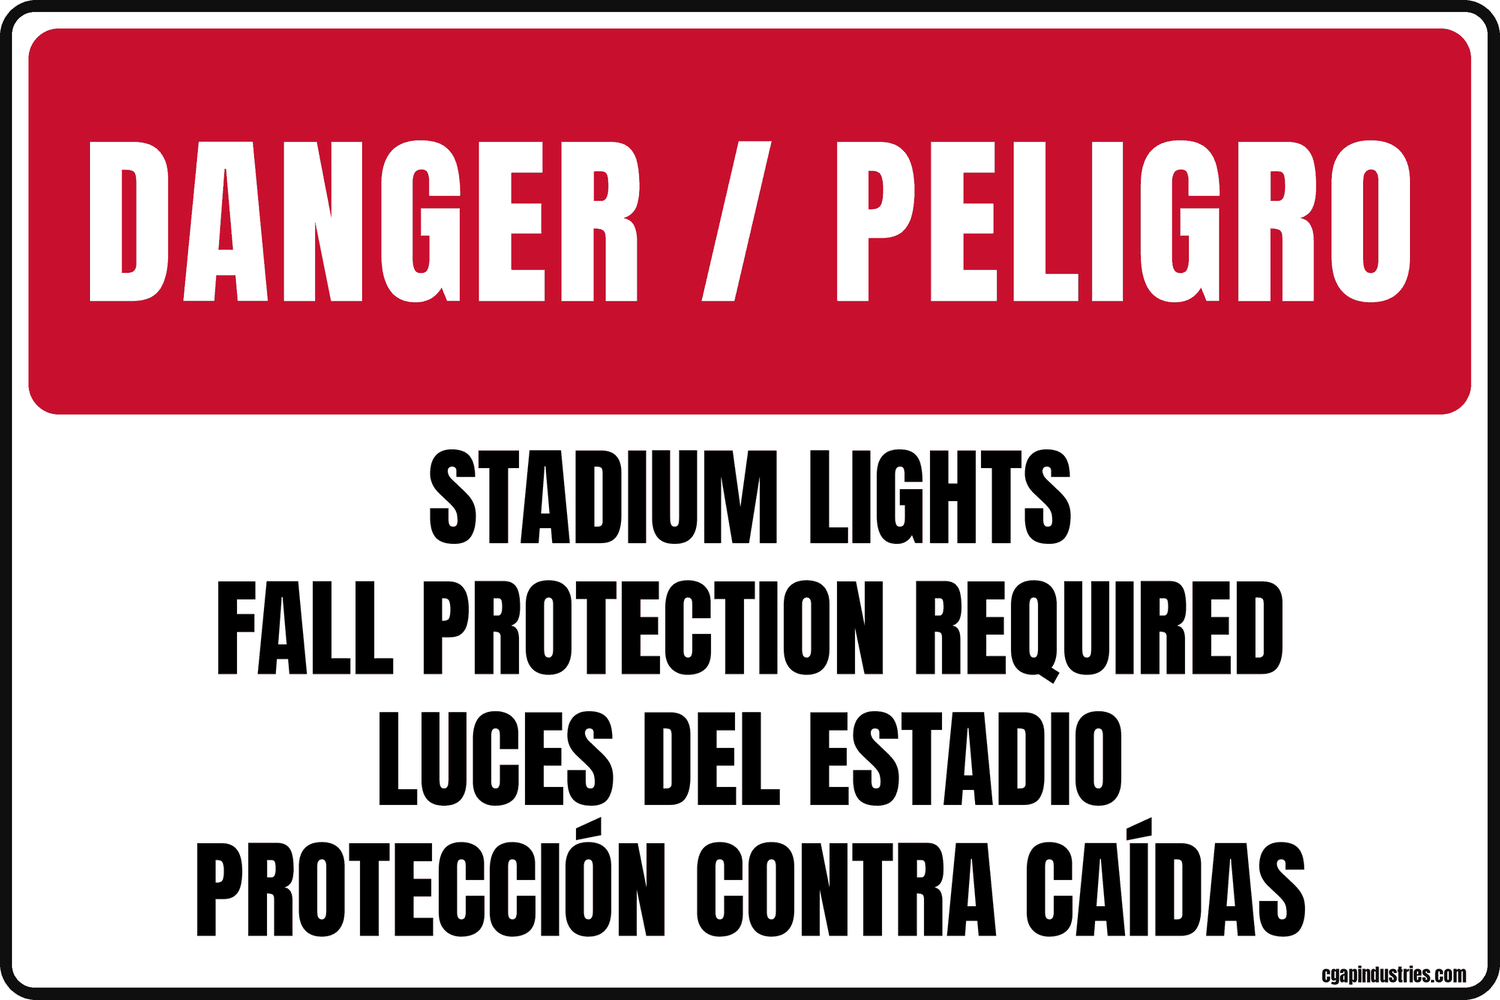 DANGER / PELIGRO
STADIUM LIGHTS
FALL PROTECTION REQUIRED
LUCES DEL ESTADIO
PROTECCIÓN CONTRA CAÍDAS
cgapindustries.com